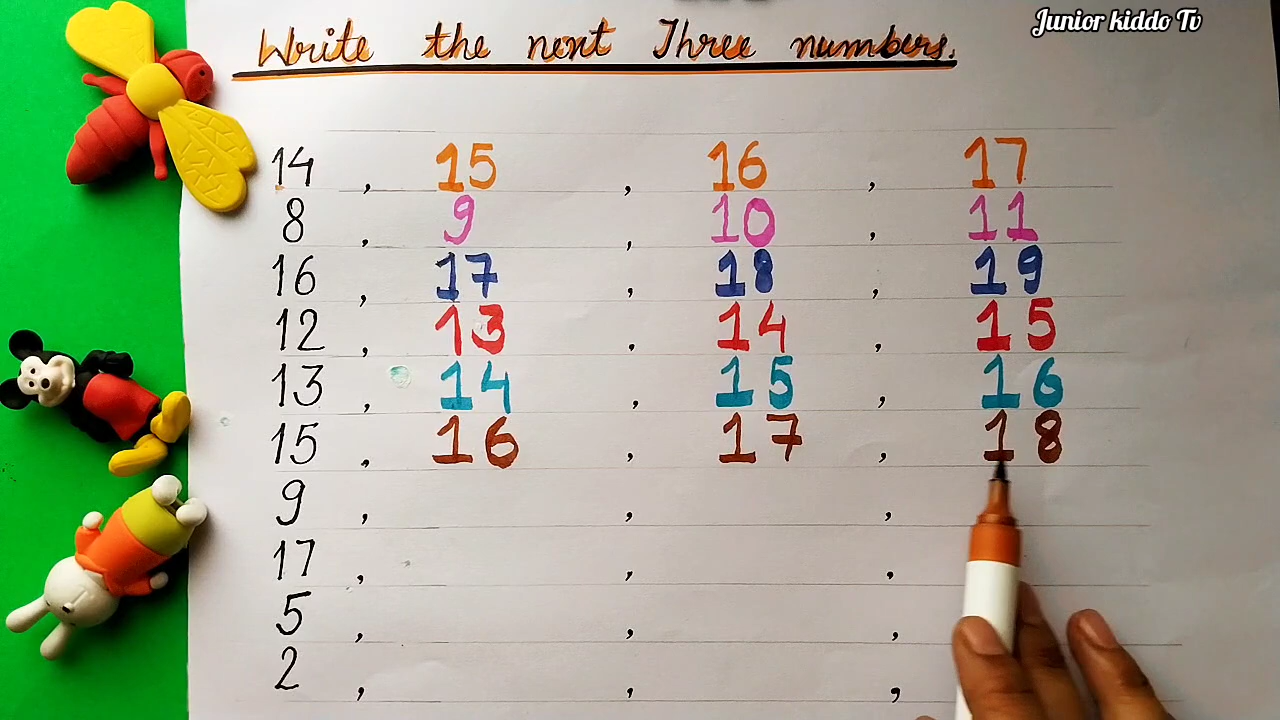 Junior kiddo Tv
Write the next Three numbers.
14 , 15 , 16 , 17
8 , 9 , 10 , 11
16 , 17 , 18 , 19
12 , 13 , 14 , 15
13 , 14 , 15 , 16
15 , 16 , 17 , 18
9 , , ,
17 , , ,
5 , , ,
2 , , ,